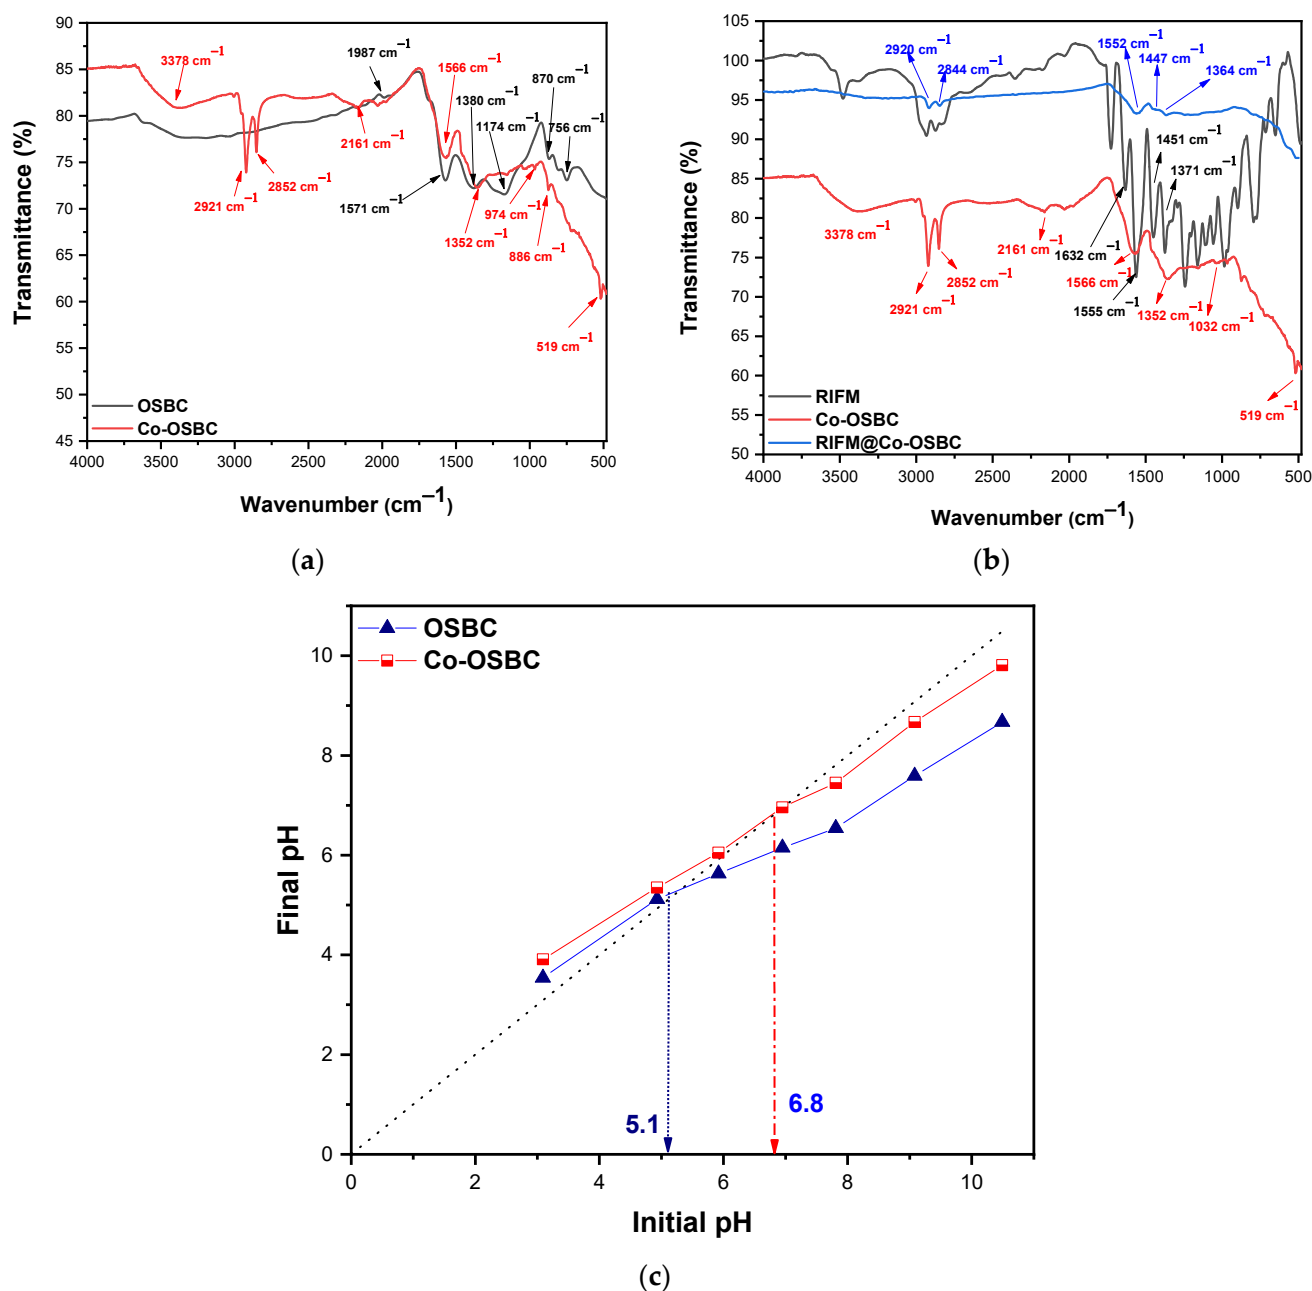 90
85
80
75
70
65
60
55
50
45
Transmittance (%)
3378 cm⁻¹
1987 cm⁻¹
1566 cm⁻¹
870 cm⁻¹
1380 cm⁻¹
1174 cm⁻¹
756 cm⁻¹
2161 cm⁻¹
2852 cm⁻¹
2921 cm⁻¹
1571 cm⁻¹
974 cm⁻¹
1352 cm⁻¹
886 cm⁻¹
519 cm⁻¹
OSBC
Co-OSBC
4000 3500 3000 2500 2000 1500 1000 500
Wavenumber (cm⁻¹)
(a)
105
100
95
90
85
80
75
70
65
60
55
50
Transmittance (%)
2920 cm⁻¹
2844 cm⁻¹
1552 cm⁻¹
1447 cm⁻¹
1364 cm⁻¹
1451 cm⁻¹
1371 cm⁻¹
3378 cm⁻¹
2161 cm⁻¹
1632 cm⁻¹
2852 cm⁻¹
1566 cm⁻¹
2921 cm⁻¹
1555 cm⁻¹
1352 cm⁻¹
1032 cm⁻¹
519 cm⁻¹
RIFM
Co-OSBC
RIFM@Co-OSBC
4000 3500 3000 2500 2000 1500 1000 500
Wavenumber (cm⁻¹)
(b)
OSBC
Co-OSBC
10
8
6
4
2
0
Final pH
5.1
6.8
0 2 4 6 8 10
Initial pH
(c)